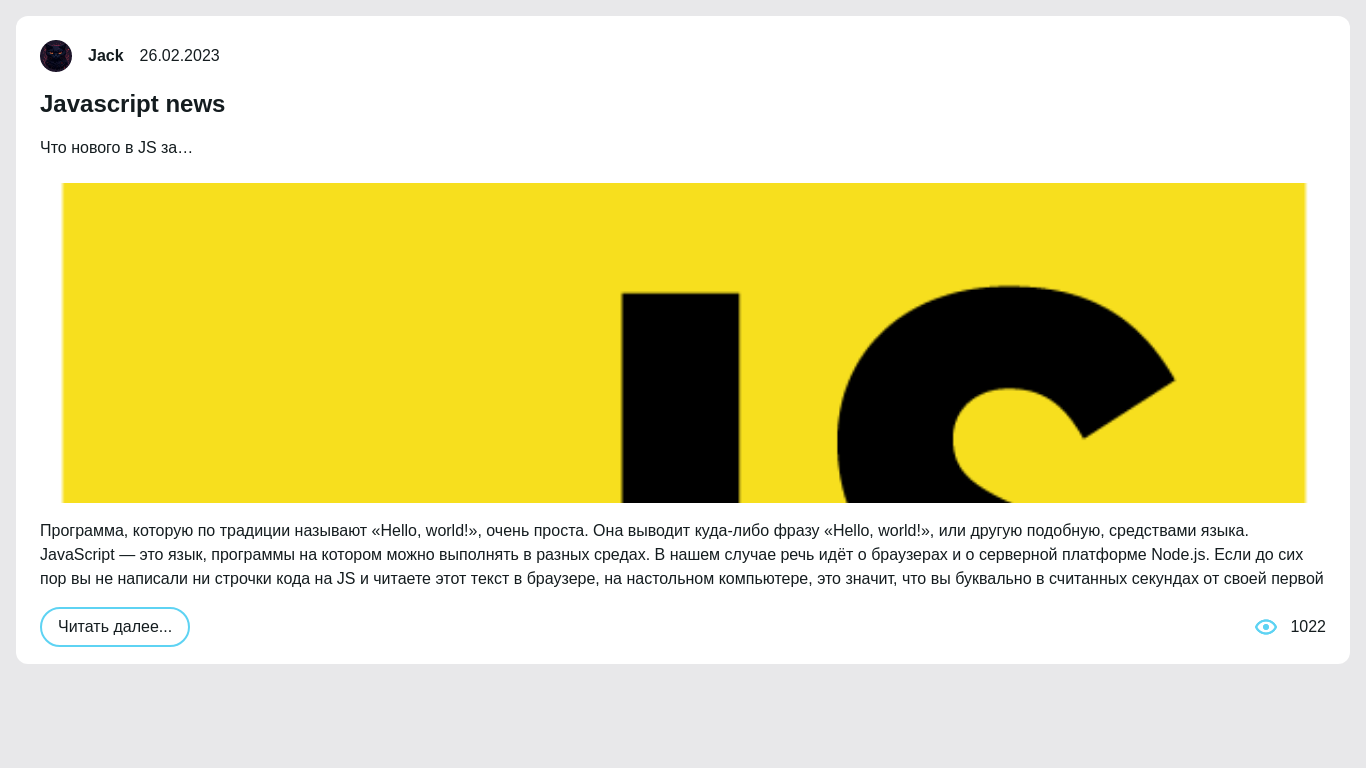 Jack 26.02.2023
Javascript news
Что нового в JS за…
JS
Программа, которую по традиции называют «Hello, world!», очень проста. Она выводит куда-либо фразу «Hello, world!», или другую подобную, средствами языка.
JavaScript — это язык, программы на котором можно выполнять в разных средах. В нашем случае речь идёт о браузерах и о серверной платформе Node.js. Если до сих
пор вы не написали ни строчки кода на JS и читаете этот текст в браузере, на настольном компьютере, это значит, что вы буквально в считанных секундах от своей первой
Читать далее... 1022